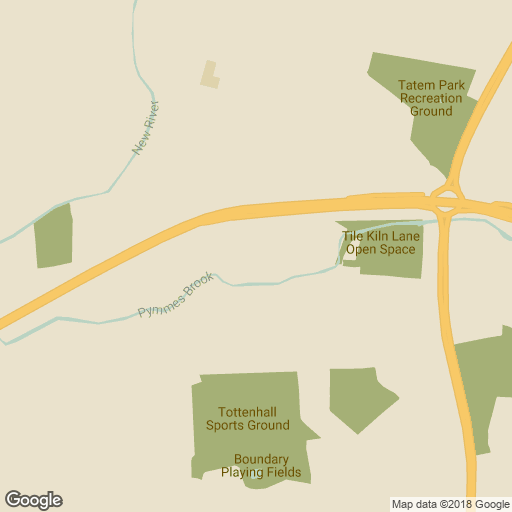 Tatem Park
Recreation
Ground
New River
Tile Kiln Lane
Open Space
Pymmes Brook
Tottenhall
Sports Ground
Boundary
Playing Fields
Google
Map data ©2018 Google